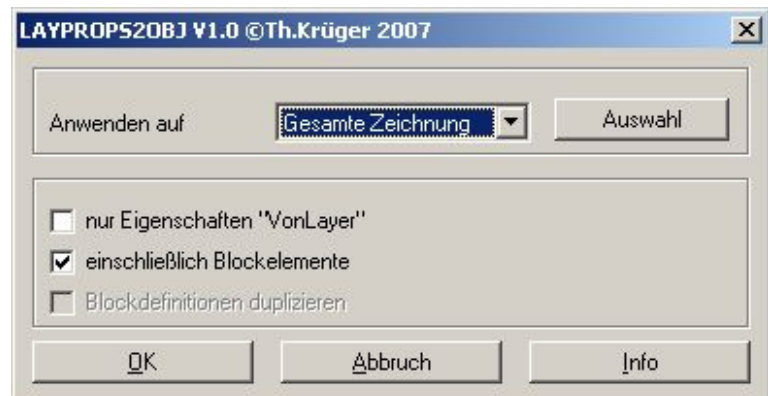 LAYPROPS2OBJ V1.0 ©Th.Krüger 2007
Anwenden auf Gesamte Zeichnung Auswahl
nur Eigenschaften "VonLayer"
einschließlich Blockelemente
Blockdefinitionen duplizieren
OK Abbruch Info